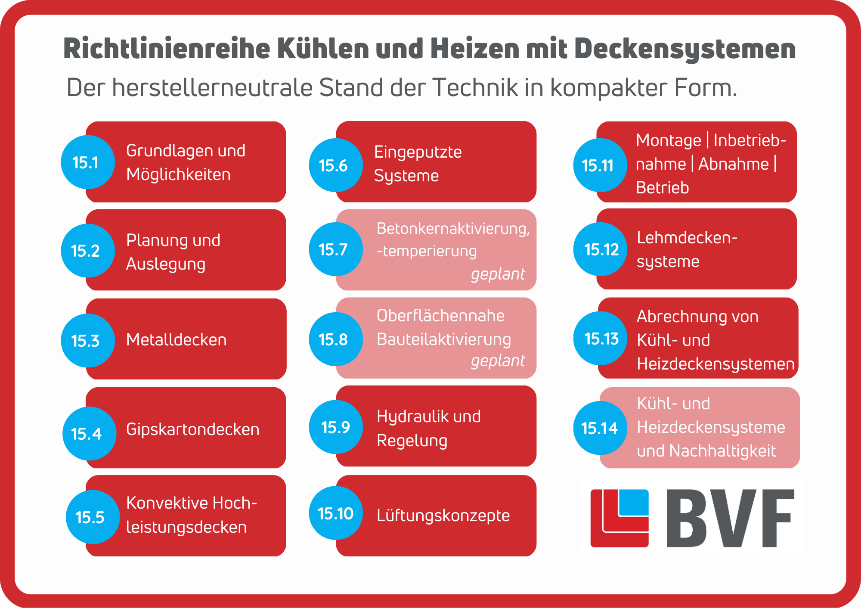 Richtlinienreihe Kühlen und Heizen mit Deckensystemen
Der herstellerneutrale Stand der Technik in kompakter Form.
15.1
Grundlagen und
Möglichkeiten
15.2
Planung und
Auslegung
15.3
Metalldecken
15.4
Gipskartondecken
15.5
Konvektive Hoch-
leistungsdecken
15.6
Eingeputzte
Systeme
15.7
Betonkernaktivierung,
-temperierung
geplant
15.8
Oberflächennahe
Bauteilaktivierung
geplant
15.9
Hydraulik und
Regelung
15.10
Lüftungskonzepte
15.11
Montage | Inbetrieb-
nahme | Abnahme |
Betrieb
15.12
Lehmdecken-
systeme
15.13
Abrechnung von
Kühl- und
Heizdeckensystemen
15.14
Kühl- und
Heizdeckensysteme
und Nachhaltigkeit
BVF